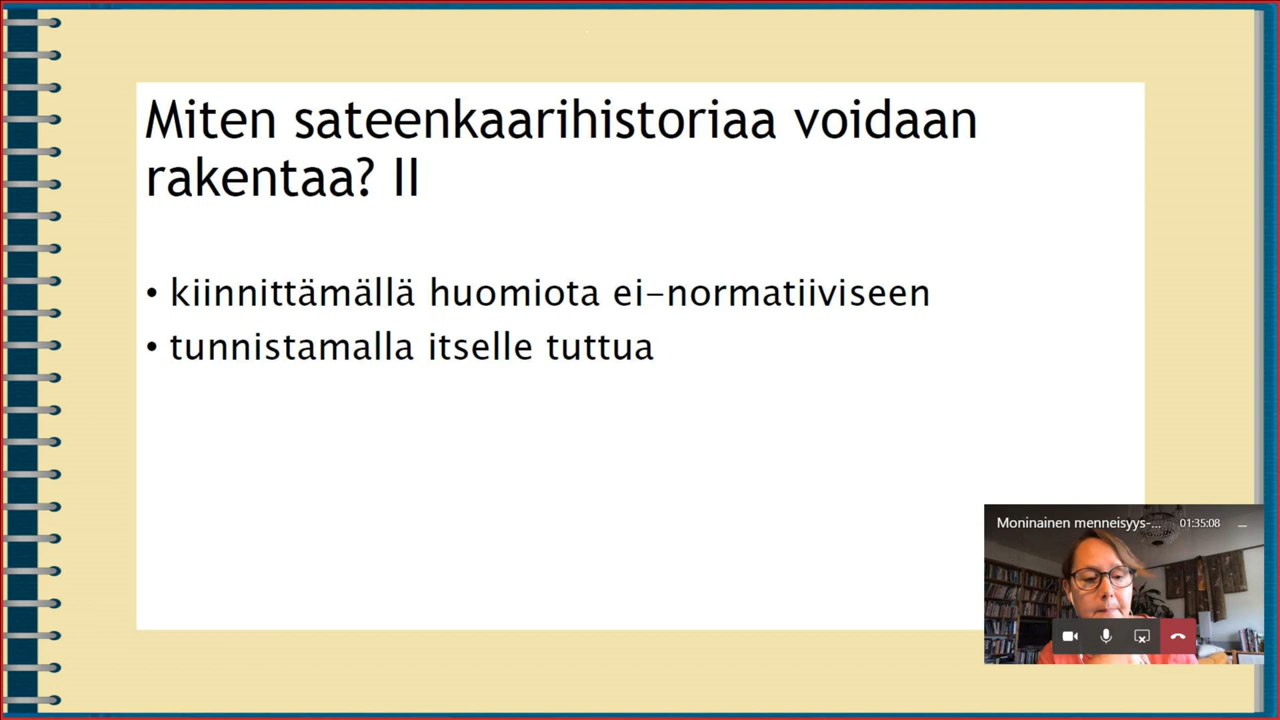 Miten sateenkaarihistoriaa voidaan
rakentaa? II
• kiinnittämällä huomiota ei-normatiiviseen
• tunnistamalla itselle tuttua
Moninainen menneisyys-... 01:35:08